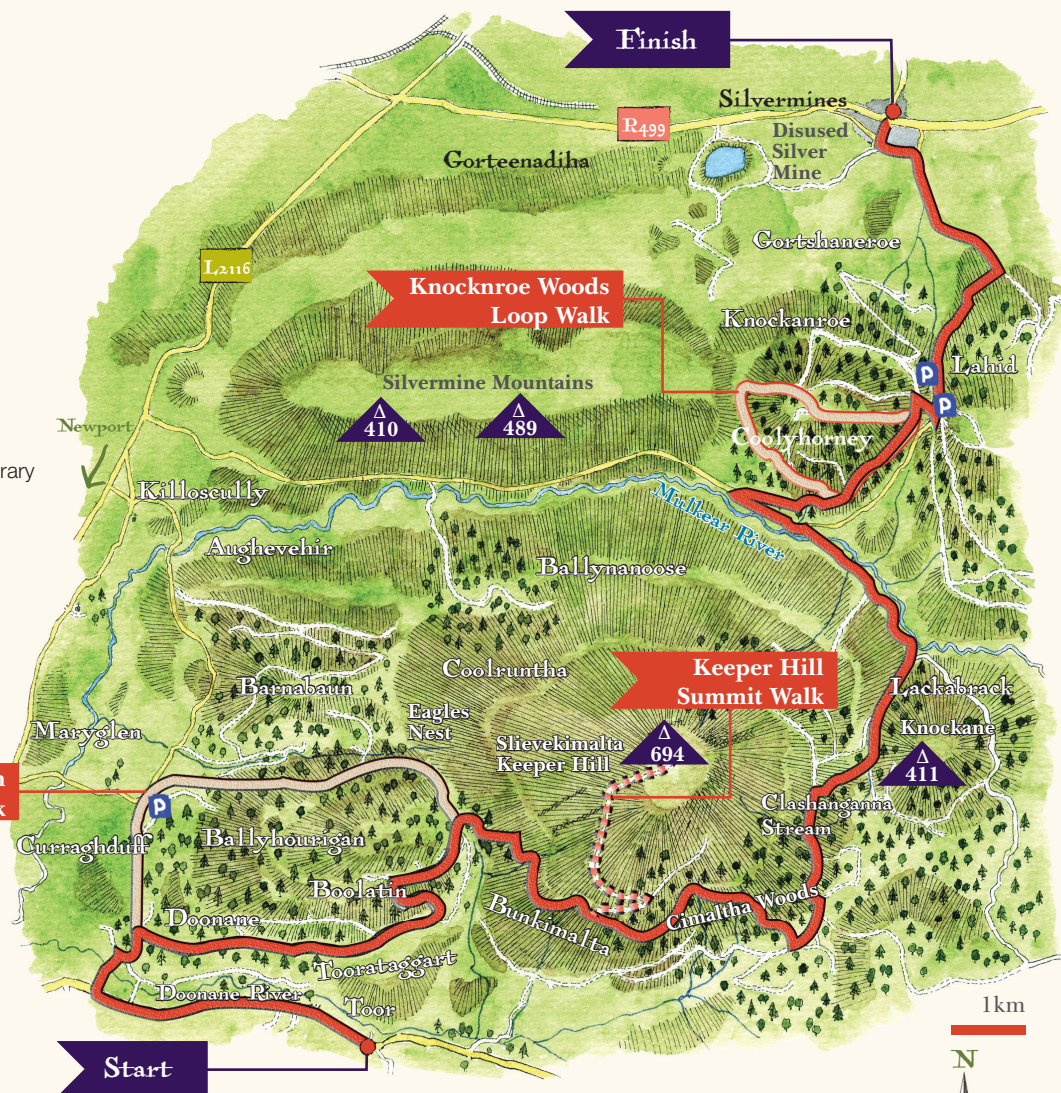 Finish
Silvermines
R499
Disused
Silver
Mine
Gorteenadiha
Gortshaneroe
L2116
Knocknroe Woods
Loop Walk
Knockanroe
Lahid
P
P
Silvermine Mountains
Δ
410
Δ
489
Coolyhorney
Newport
rary
Killoscully
Mulkear River
Aughevehir
Ballynanoose
Coolruntha
Keeper Hill
Summit Walk
Barnabaun
Lackabrack
Eagles
Nest
Knockane
Maryglen
Slievekimalta
Keeper Hill
Δ
694
Δ
411
n
k
P
Clashanganna
Stream
Curraghduff
Ballyhourigan
Boolatin
Bunkimalta
Cimaltha Woods
Doonane
Toorataggart
Doonane River
Toor
1km
Start
N